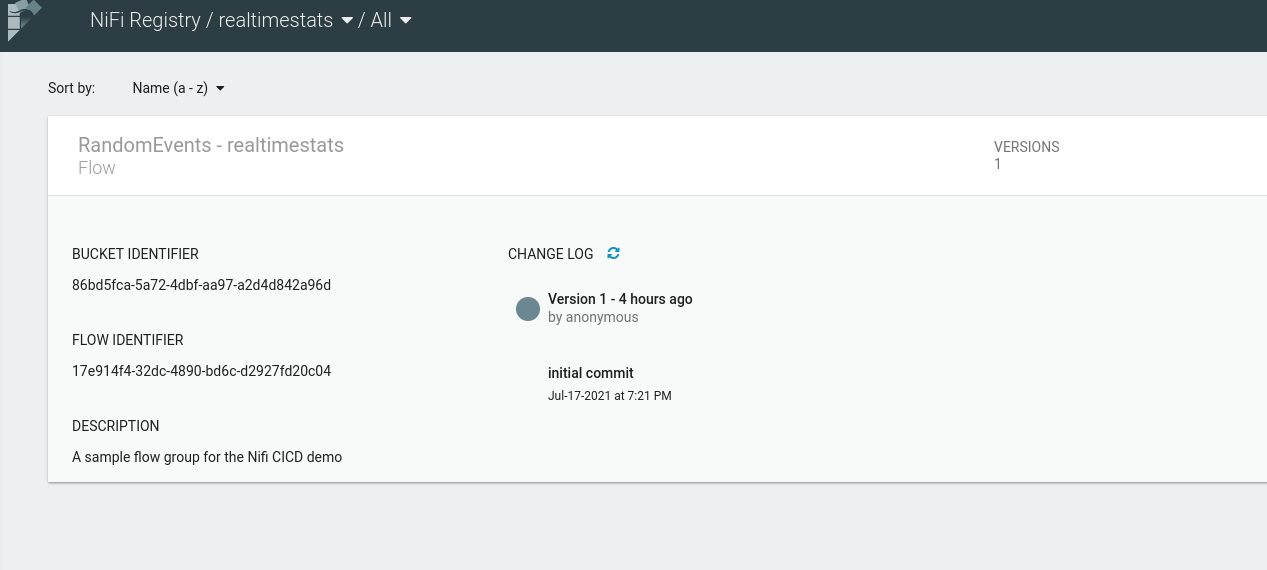 NiFi Registry / realtimestats / All
Sort by: Name (a - z)
RandomEvents - realtimestats
Flow
VERSIONS
1
BUCKET IDENTIFIER
86bd5fca-5a72-4dbf-aa97-a2d4d842a96d
FLOW IDENTIFIER
17e914f4-32dc-4890-bd6c-d2927fd20c04
DESCRIPTION
A sample flow group for the Nifi CICD demo
CHANGE LOG
Version 1 - 4 hours ago
by anonymous
initial commit
Jul-17-2021 at 7:21 PM